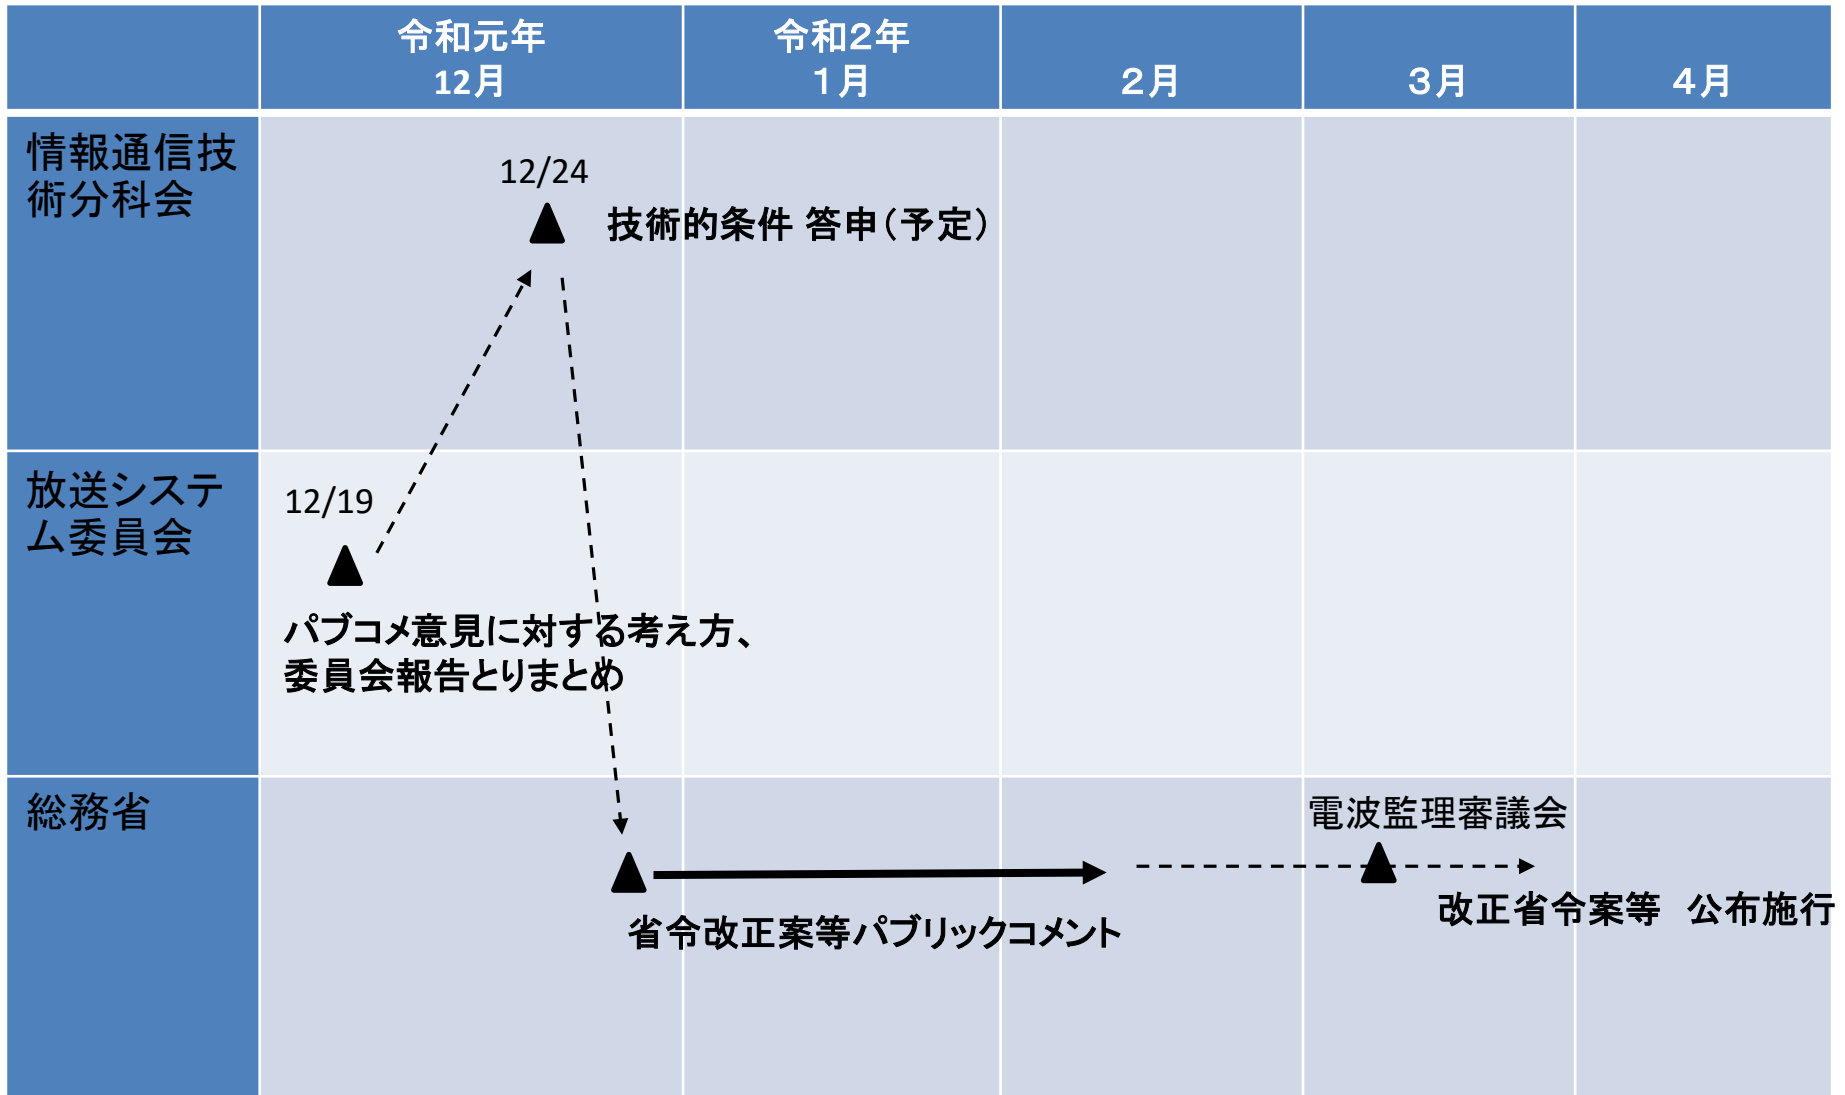 令和元年
12月
令和2年
1月
2月
3月
4月
情報通信技
術分科会
12/24
技術的条件 答申(予定)
放送システ
ム委員会
12/19
パブコメ意見に対する考え方、
委員会報告とりまとめ
総務省
電波監理審議会
省令改正案等パブリックコメント
改正省令案等 公布施行